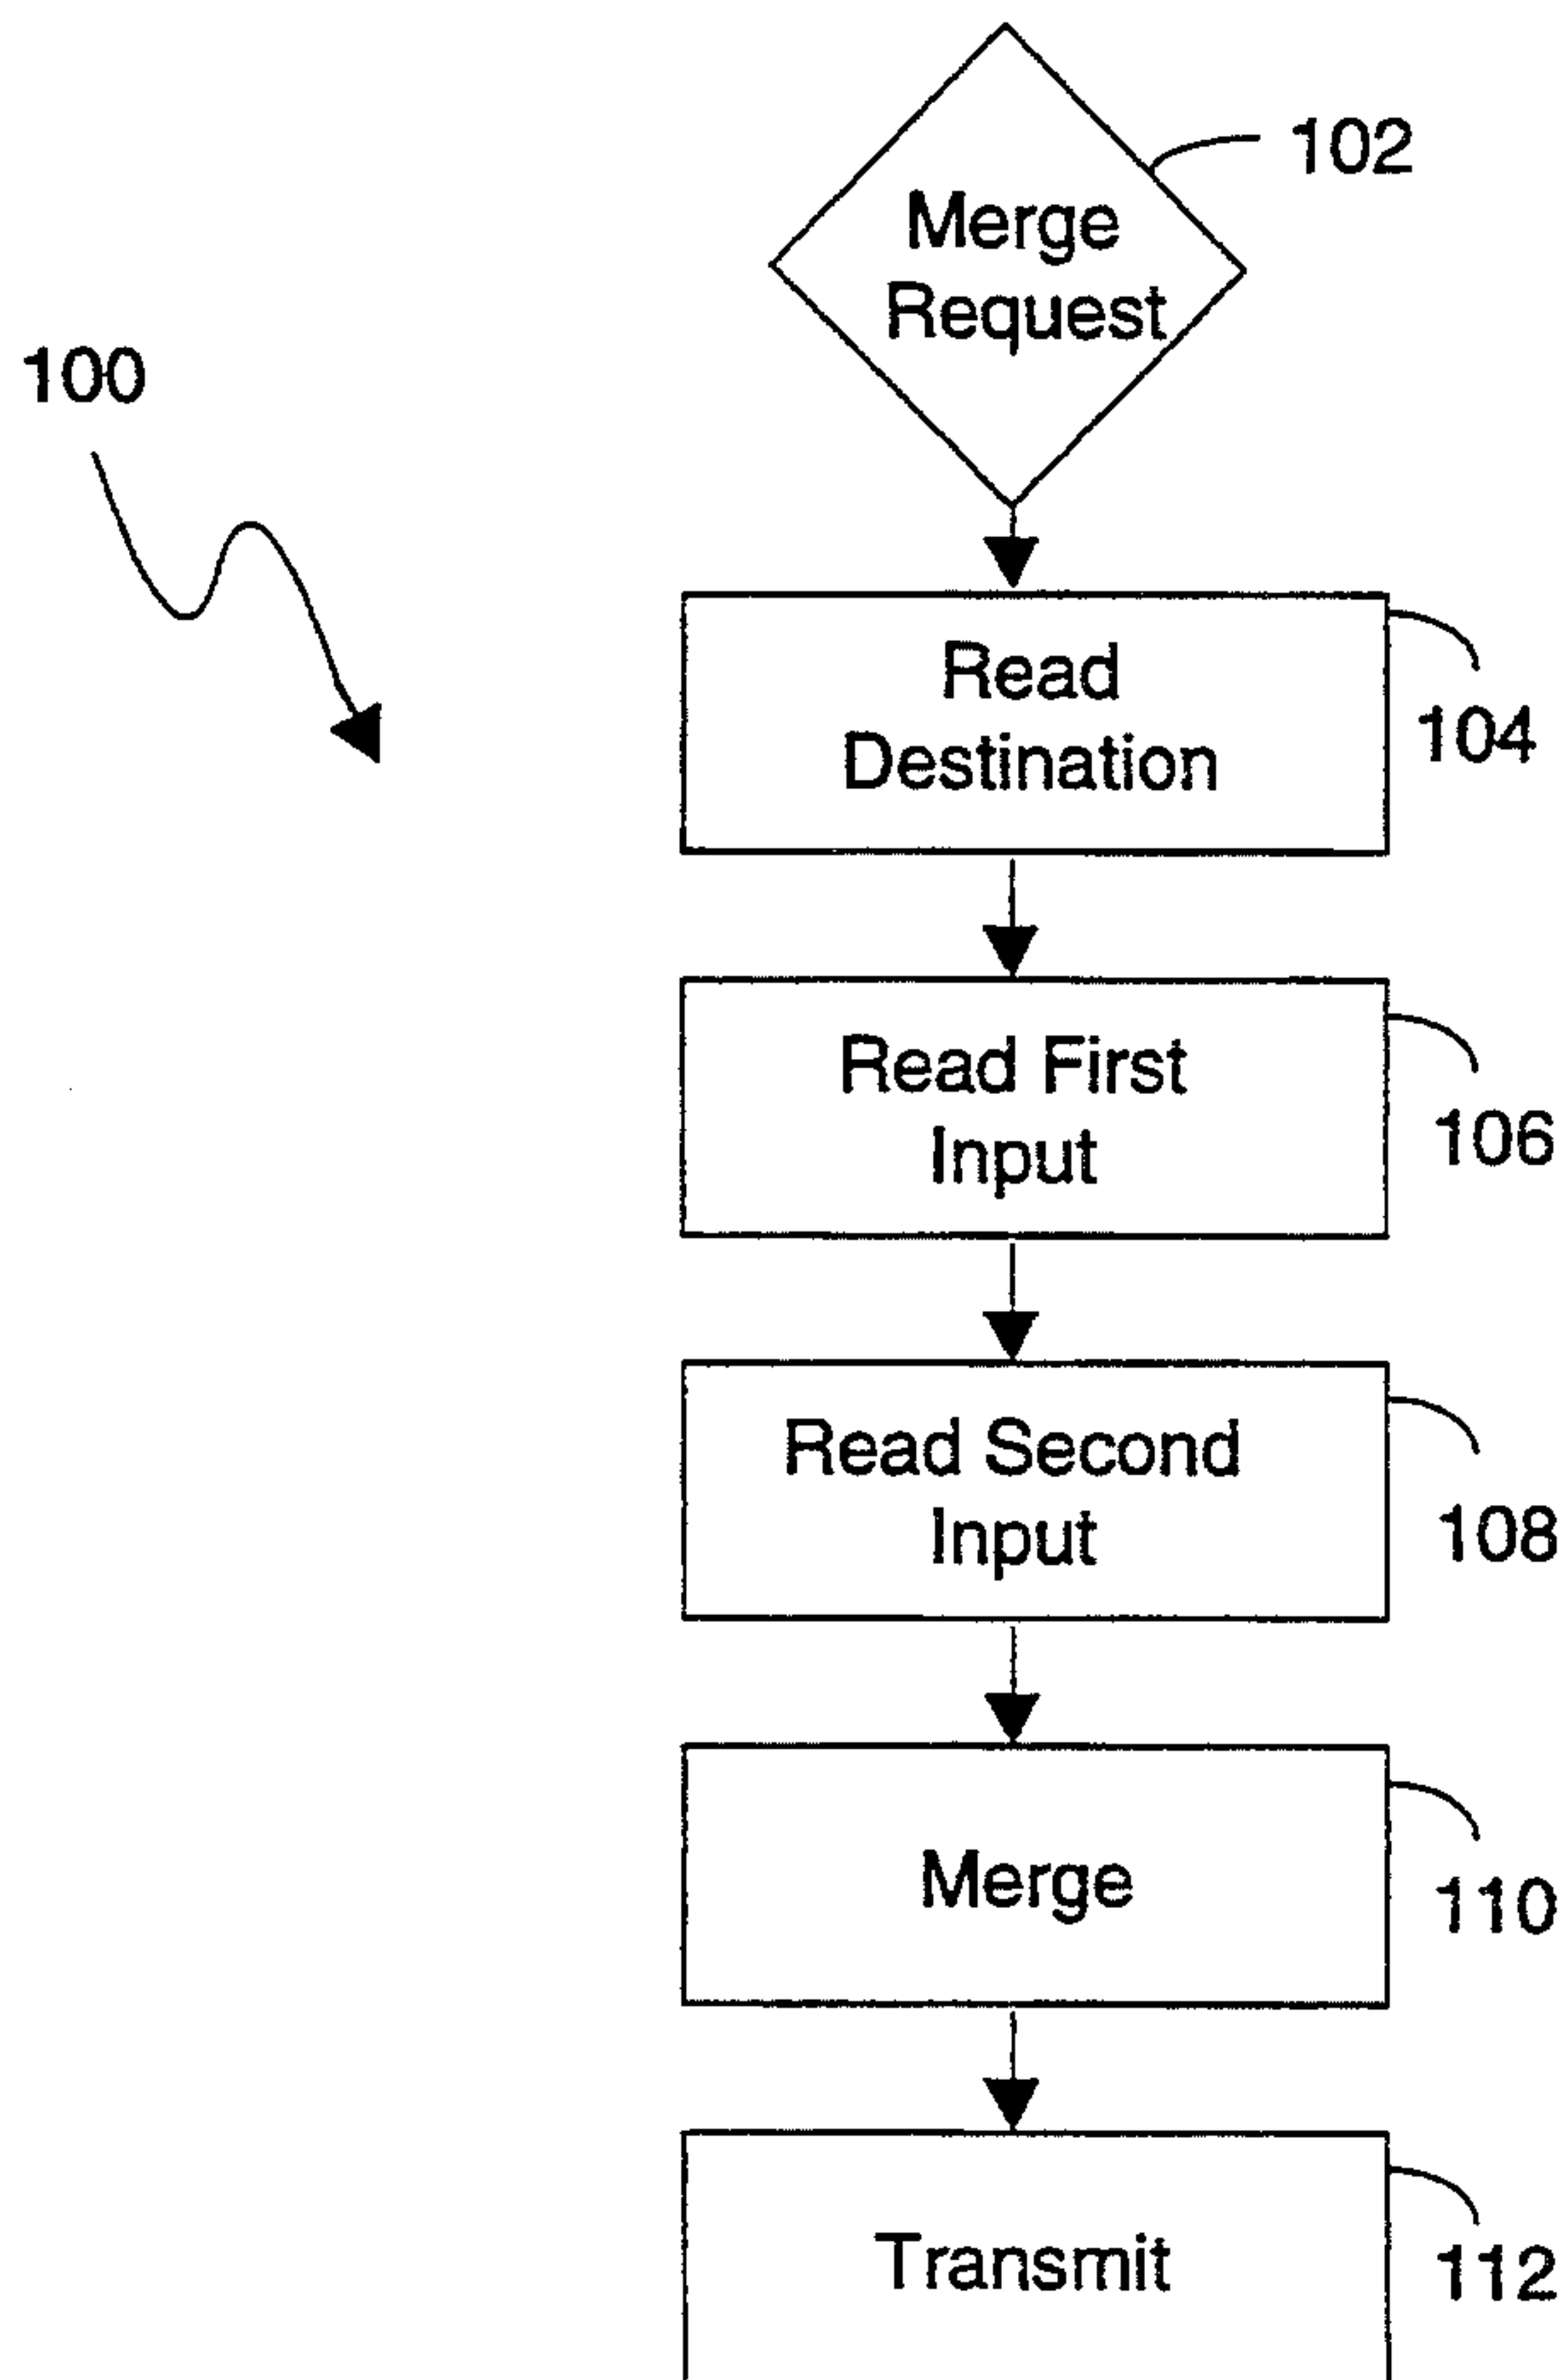 102
Merge
Request
100
Read
Destination
104
Read First
Input
106
Read Second
Input
108
Merge
110
Transmit
112